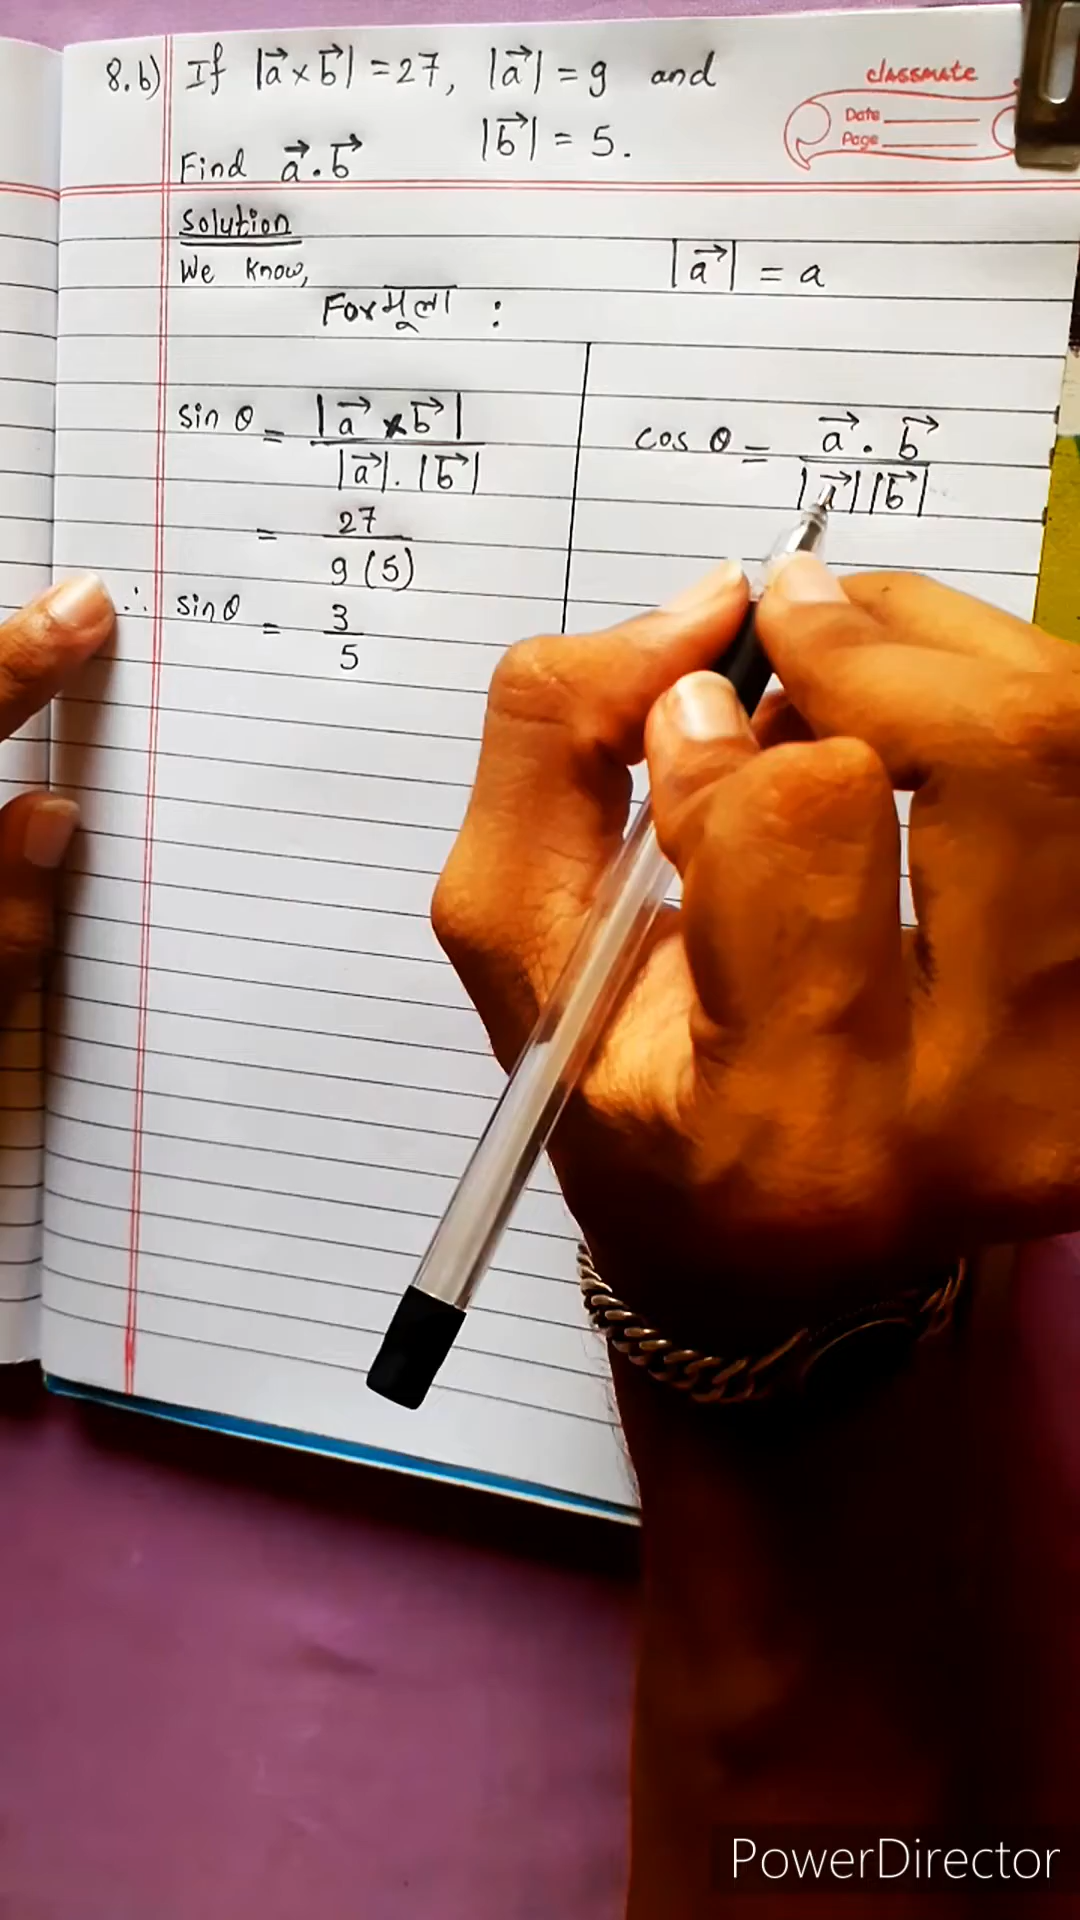 8.b) If |a⃗ × b⃗| = 27, |a⃗| = 9 and
|b⃗| = 5.
Find a⃗ . b⃗
classmate
Date
Page
Solution
We know,
|a⃗| = a
Forमूला :
sin θ = |a⃗ × b⃗| / |a⃗| . |b⃗|
= 27 / 9 (5)
∴ sinθ = 3 / 5
cos θ = a⃗ . b⃗ / |a⃗| |b⃗|
PowerDirector